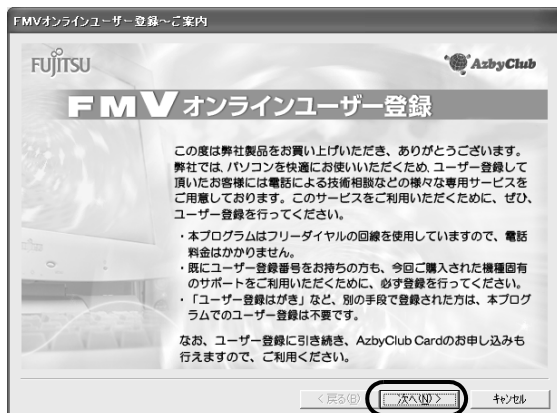 FMVオンラインユーザー登録～ご案内
FUJITSU
AzbyClub
FMVオンラインユーザー登録
この度は弊社製品をお買い上げいただき、ありがとうございます。
弊社では、パソコンを快適にお使いいただくため、ユーザー登録して
頂いたお客様には電話による技術相談などの様々な専用サービスを
ご用意しております。このサービスをご利用いただくために、ぜひ、
ユーザー登録を行ってください。
・本プログラムはフリーダイヤルの回線を使用していますので、電話
料金はかかりません。
・既にユーザー登録番号をお持ちの方も、今回ご購入された機種固有
のサポートをご利用いただくために、必ず登録を行ってください。
・「ユーザー登録はがき」など、別の手段で登録された方は、本プログ
ラムでのユーザー登録は不要です。
なお、ユーザー登録に引き続き、AzbyClub Cardのお申し込みも
行えますので、ご利用ください。
< 戻る(B) 次へ(N) > キャンセル